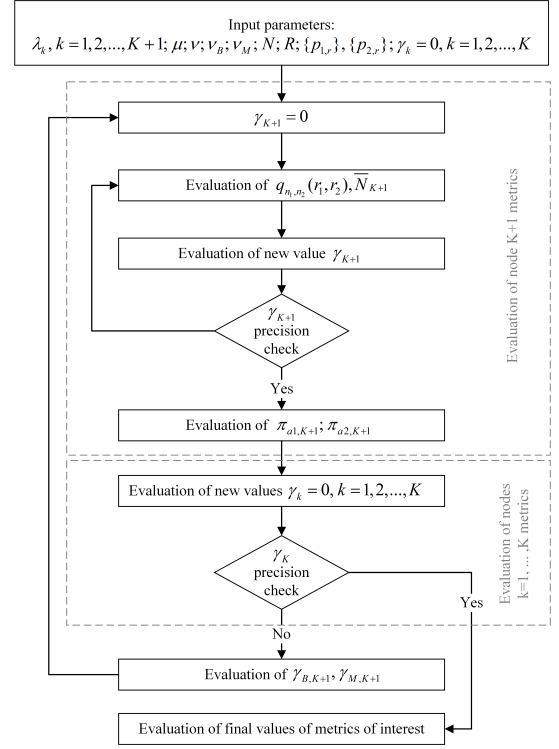 Input parameters:
λ_k, k = 1,2,...,K + 1; μ; ν; ν_B; ν_M; N; R; {p_{1,r}}, {p_{2,r}}; γ_k = 0, k = 1,2,...,K
γ_{K+1} = 0
Evaluation of q_{n_1,n_2}(r_1, r_2), N̅_{K+1}
Evaluation of new value γ_{K+1}
γ_{K+1}
precision
check
Yes
Evaluation of π_{a1,K+1}; π_{a2,K+1}
Evaluation of node K+1 metrics
Evaluation of new values γ_k = 0, k = 1,2,...,K
γ_K
precision
check
Yes
No
Evaluation of nodes
k=1, ... ,K metrics
Evaluation of γ_{B,K+1}, γ_{M,K+1}
Evaluation of final values of metrics of interest